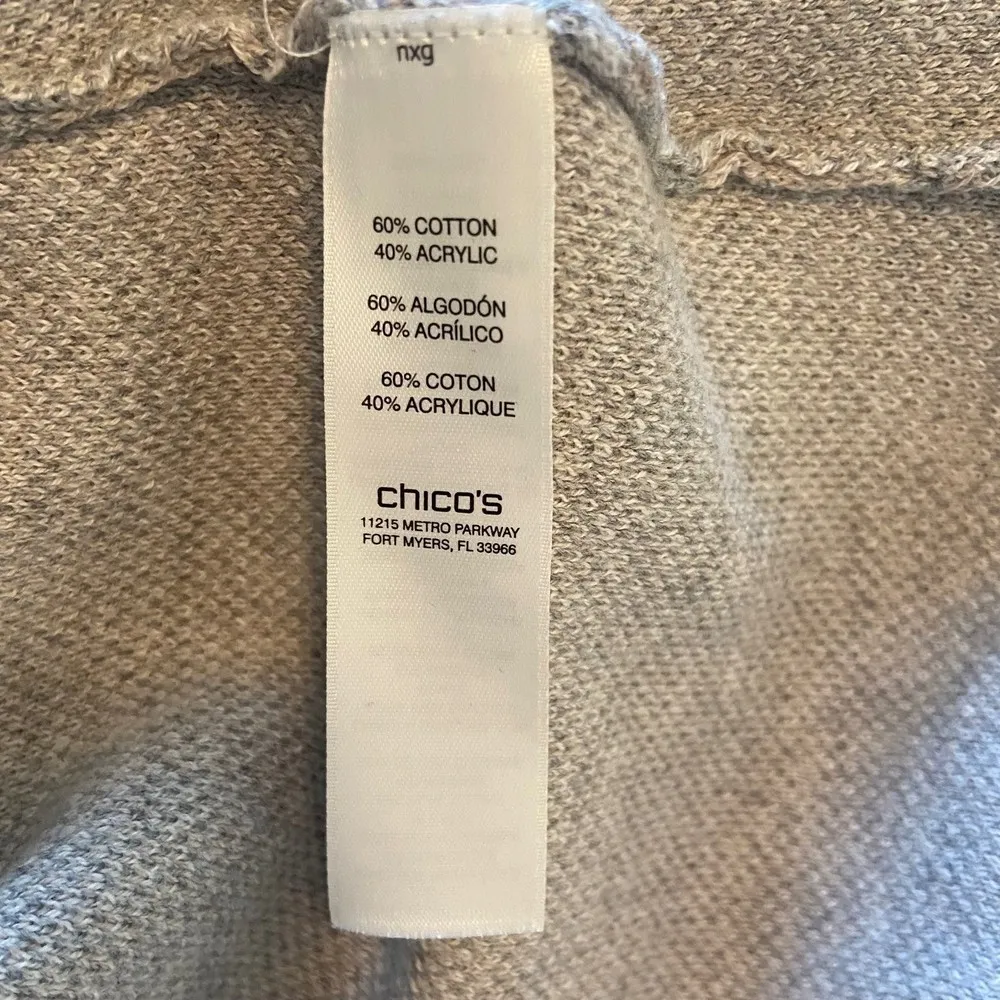 nxg
60% COTTON
40% ACRYLIC
60% ALGODÓN
40% ACRÍLICO
60% COTON
40% ACRYLIQUE
chico's
11215 METRO PARKWAY
FORT MYERS, FL 33966